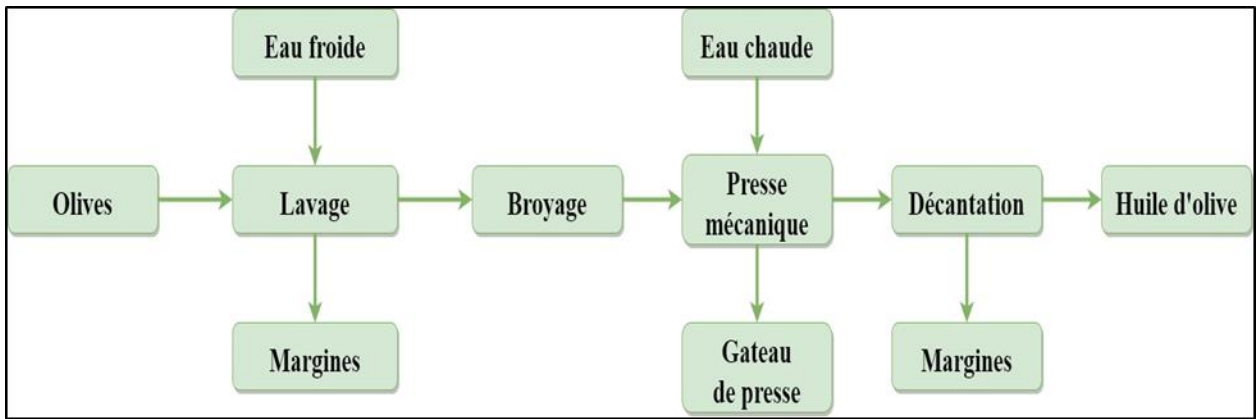 Eau froide
Eau chaude
Olives
Lavage
Broyage
Presse
mécanique
Décantation
Huile d'olive
Margines
Gateau
de presse
Margines